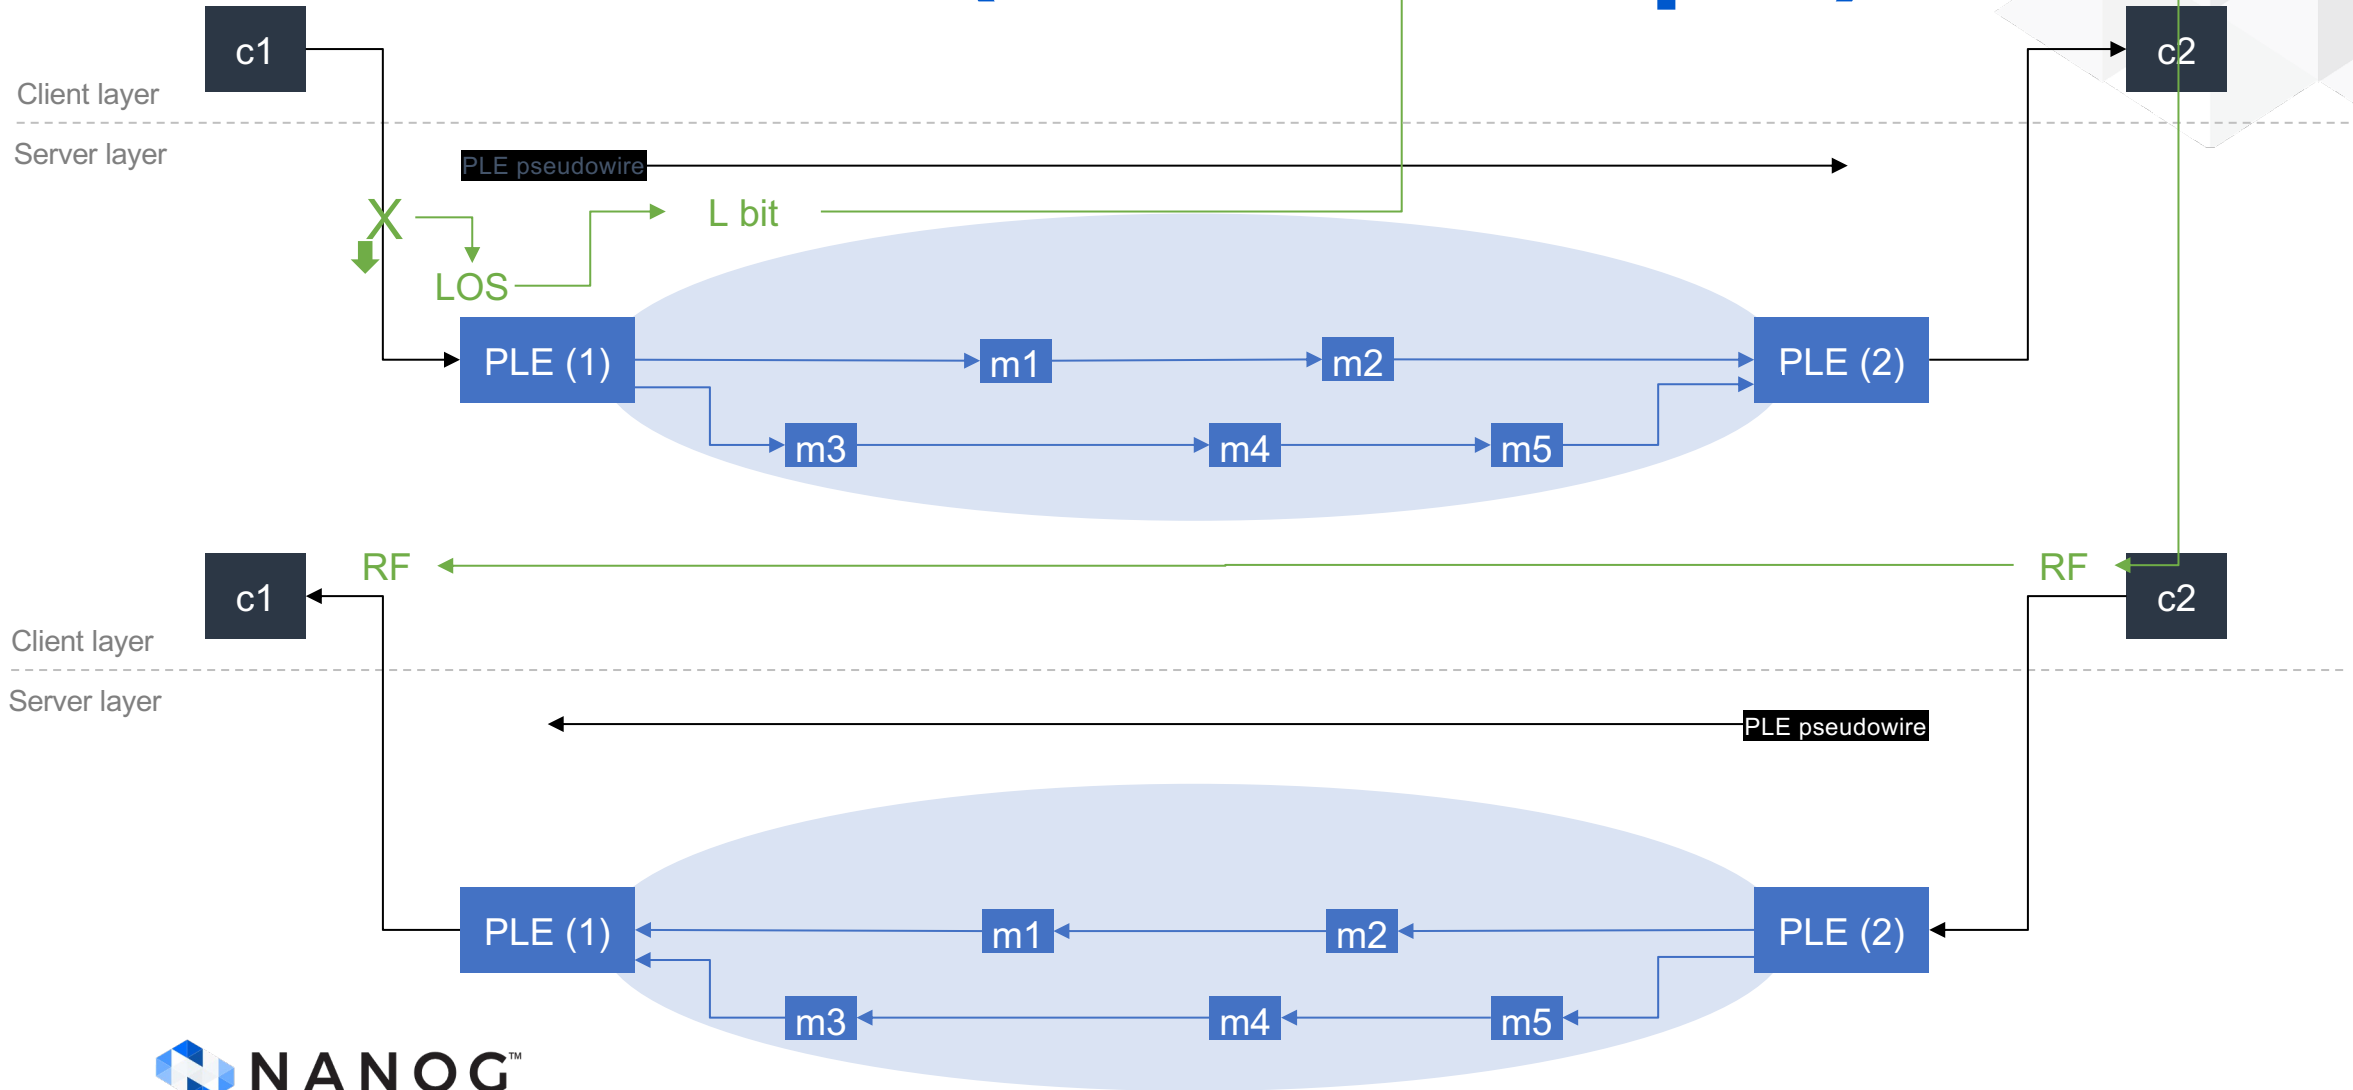 c1
c2
Client layer
Server layer
PLE pseudowire
X
L bit
LOS
PLE (1)
m1
m2
PLE (2)
m3
m4
m5
RF
RF
c1
c2
Client layer
Server layer
PLE pseudowire
PLE (1)
m1
m2
PLE (2)
m3
m4
m5
NANOG™